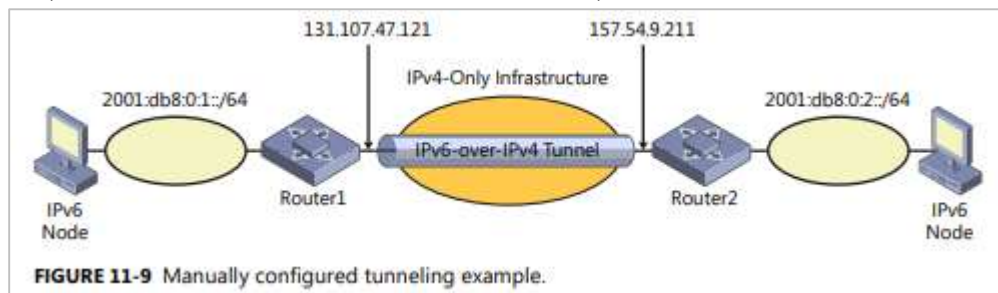 131.107.47.121 157.54.9.211
IPv4-Only Infrastructure
2001:db8:0:1::/64 2001:db8:0:2::/64
IPv6-over-IPv4 Tunnel
Router1 Router2
IPv6 IPv6
Node Node
FIGURE 11-9 Manually configured tunneling example.